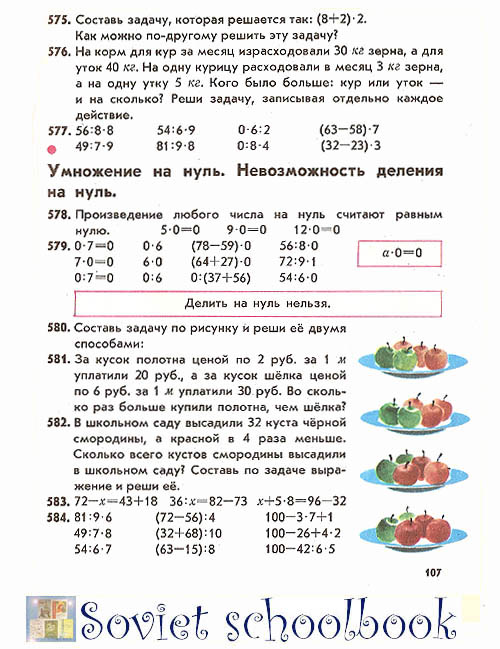 575. Составь задачу, которая решается так: (8+2)·2.
Как можно по-другому решить эту задачу?
576. На корм для кур за месяц израсходовали 30 кг зерна, а для
уток 40 кг. На одну курицу расходовали в месяц 3 кг зерна,
а на одну утку 5 кг. Кого было больше: кур или уток —
и на сколько? Реши задачу, записывая отдельно каждое
действие.
577. 56:8·8 54:6·9 0·6:2 (63—58)·7
49:7·9 81:9·8 0:8·4 (32—23)·3
Умножение на нуль. Невозможность деления
на нуль.
578. Произведение любого числа на нуль считают равным
нулю. 5·0=0 9·0=0 12·0=0
579. 0·7=0 0·6 (78—59)·0 56:8·0
7·0=0 6·0 (64+27)·0 72:9·1
0:7=0 0:6 0:(37+56) 54:6·0
a·0=0
Делить на нуль нельзя.
580. Составь задачу по рисунку и реши её двумя
способами:
581. За кусок полотна ценой по 2 руб. за 1 м
уплатили 20 руб., а за кусок шёлка ценой
по 6 руб. за 1 м уплатили 30 руб. Во сколь-
ко раз больше купили полотна, чем шёлка?
582. В школьном саду высадили 32 куста чёрной
смородины, а красной в 4 раза меньше.
Сколько всего кустов смородины высадили
в школьном саду? Составь по задаче выра-
жение и реши её.
583. 72—x=43+18 36:x=82—73 x+5·8=96—32
584. 81:9·6 (72—56):4 100—3·7+1
49:7·8 (32+68):10 100—26+4·2
54:6·7 (63—15):8 100—42:6·5
107
Soviet schoolbook